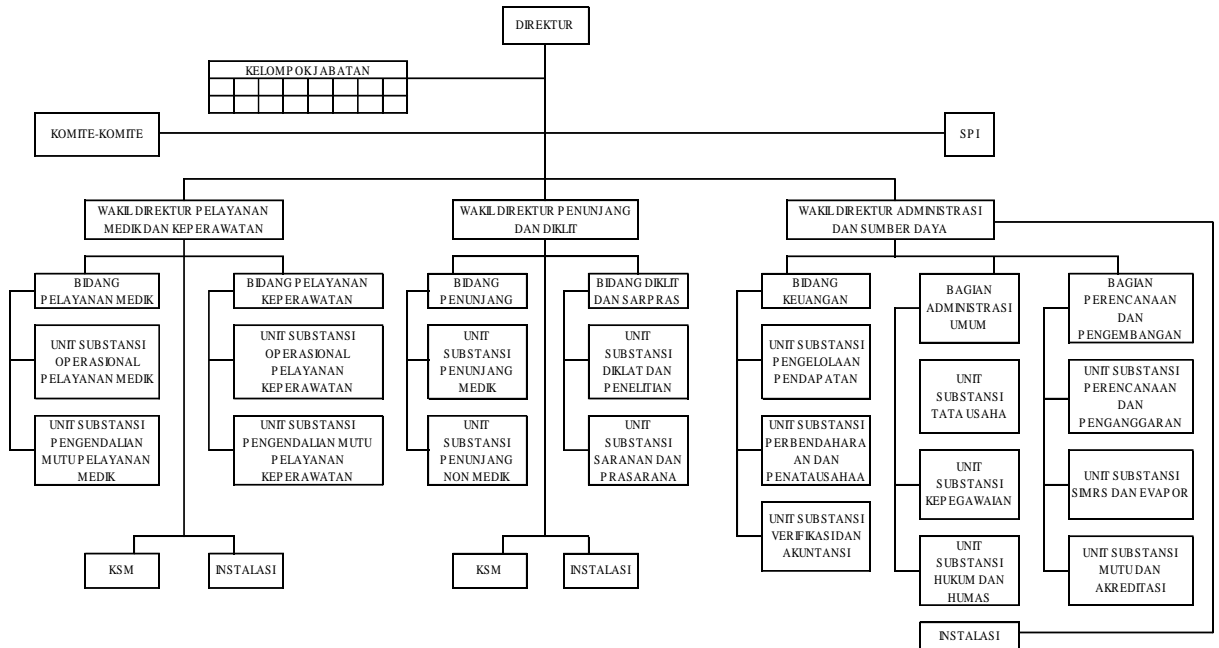 DIREKTUR
KELOMPOK JABATAN
KOMITE-KOMITE
SPI
WAKIL DIREKTUR PELAYANAN
MEDIK DAN KEPERAWATAN
WAKIL DIREKTUR PENUNJANG
DAN DIKLIT
WAKIL DIREKTUR ADMINISTRASI
DAN SUMBER DAYA
BIDANG
PELAYANAN MEDIK
BIDANG PELAYANAN
KEPERAWATAN
BIDANG
PENUNJANG
BIDANG DIKLIT
DAN SARPRAS
BIDANG
KEUANGAN
BAGIAN
ADMINISTRASI
UMUM
BAGIAN
PERENCANAAN
DAN
PENGEMBANGAN
UNIT SUBSTANSI
OPERASIONAL
PELAYANAN MEDIK
UNIT SUBSTANSI
OPERASIONAL
PELAYANAN
KEPERAWATAN
UNIT
SUBSTANSI
PENUNJANG
MEDIK
UNIT
SUBSTANSI
DIKLAT DAN
PENELITIAN
UNIT SUBSTANSI
PENGELOLAAN
PENDAPATAN
UNIT
SUBSTANSI
TATA USAHA
UNIT SUBSTANSI
PERENCANAAN
DAN
PENGANGGARAN
UNIT SUBSTANSI
PENGENDALIAN
MUTU PELAYANAN
MEDIK
UNIT SUBSTANSI
PENGENDALIAN MUTU
PELAYANAN
KEPERAWATAN
UNIT
SUBSTANSI
PENUNJANG
NON MEDIK
UNIT
SUBSTANSI
SARANAN DAN
PRASARANA
UNIT SUBSTANSI
PERBENDAHARA
AN DAN
PENATAUSAHAA
UNIT
SUBSTANSI
KEPEGAWAIAN
UNIT SUBSTANSI
SIMRS DAN EVAPOR
UNIT SUBSTANSI
VERIFIKASI DAN
AKUNTANSI
UNIT
SUBSTANSI
HUKUM DAN
HUMAS
UNIT SUBSTANSI
MUTU DAN
AKREDITASI
KSM
INSTALASI
KSM
INSTALASI
INSTALASI